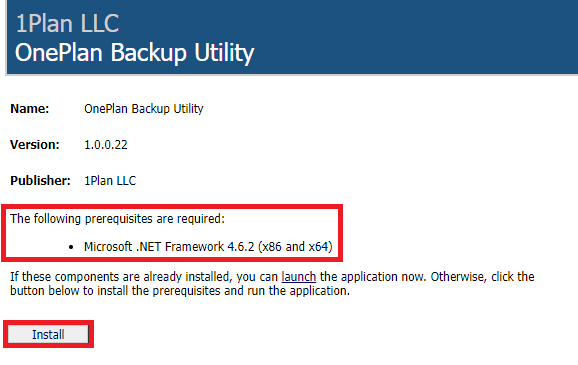 1Plan LLC
OnePlan Backup Utility
Name: OnePlan Backup Utility
Version: 1.0.0.22
Publisher: 1Plan LLC
The following prerequisites are required:
• Microsoft .NET Framework 4.6.2 (x86 and x64)
If these components are already installed, you can launch the application now. Otherwise, click the
button below to install the prerequisites and run the application.
Install